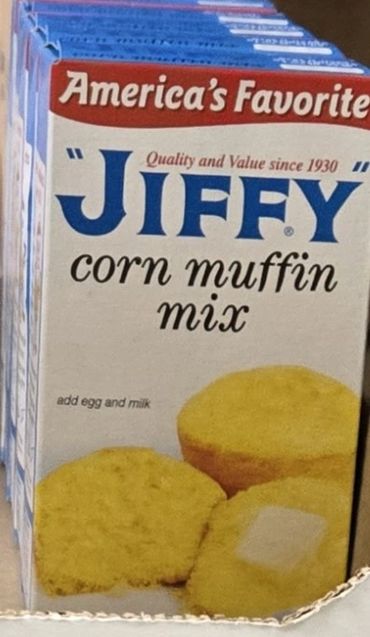 America's Favorite
Quality and Value since 1930
"JIFFY"®
corn muffin
mix
add egg and milk